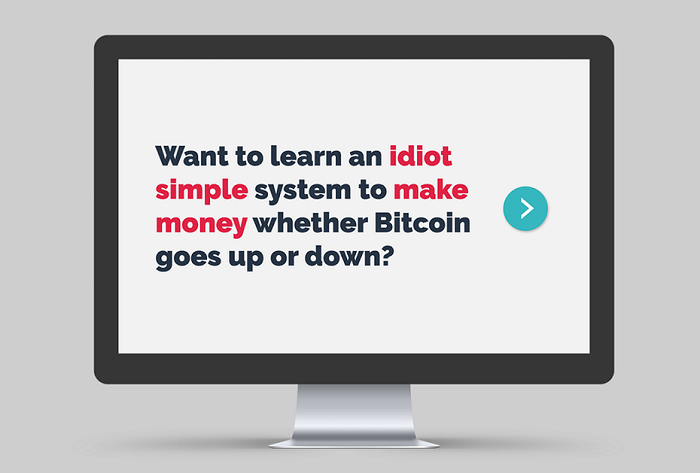 Want to learn an idiot
simple system to make
money whether Bitcoin
goes up or down?